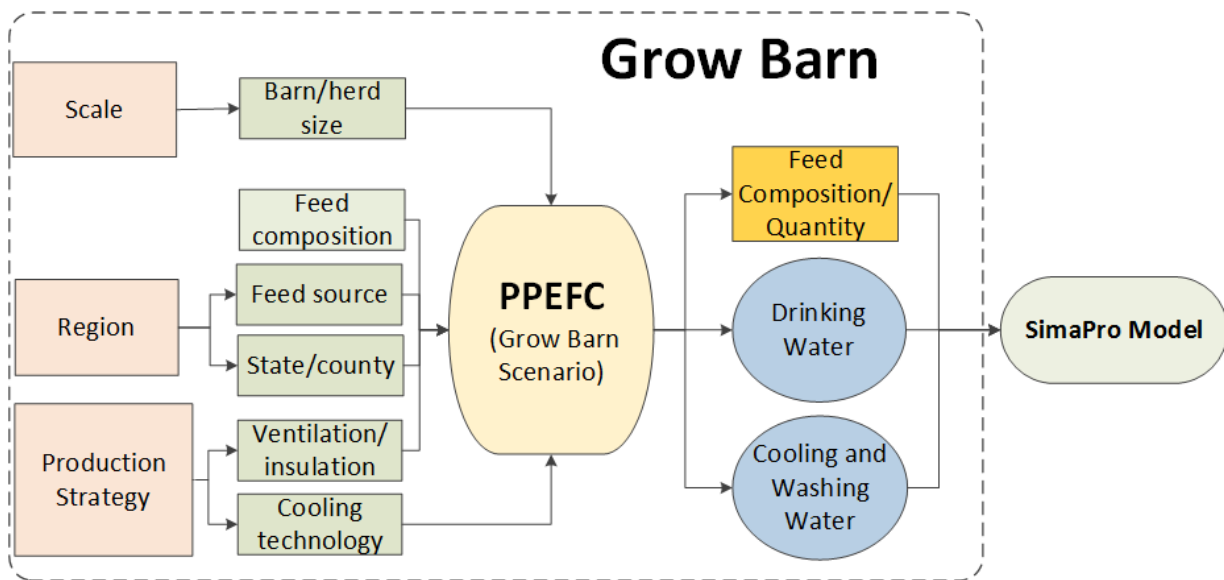 Grow Barn
Scale
Barn/herd
size
Feed
composition
Region
Feed source
State/county
Production
Strategy
Ventilation/
insulation
Cooling
technology
PPEFC
(Grow Barn
Scenario)
Feed
Composition/
Quantity
Drinking
Water
Cooling and
Washing
Water
SimaPro Model